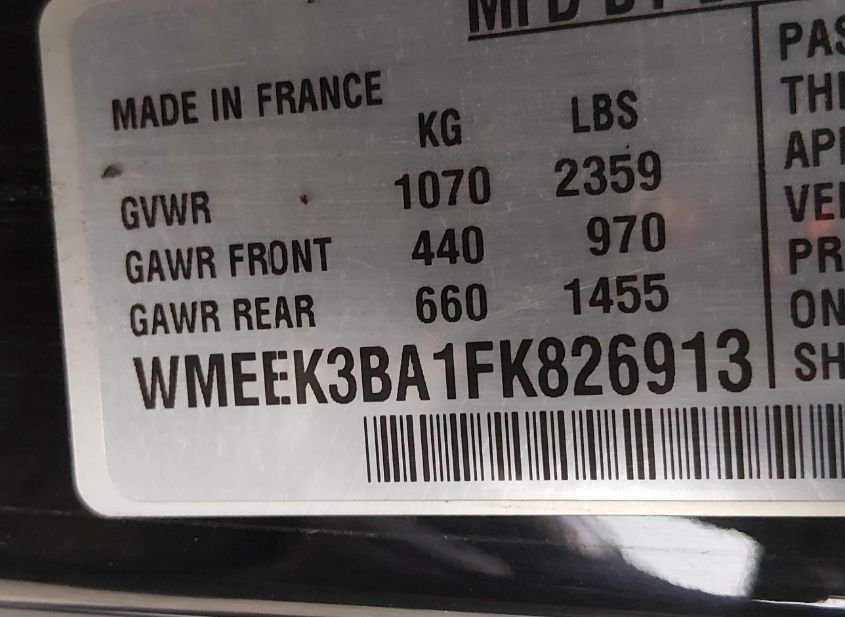 MADE IN FRANCE
KG LBS
GVWR 1070 2359
GAWR FRONT 440 970
GAWR REAR 660 1455
WMEEK3BA1FK826913